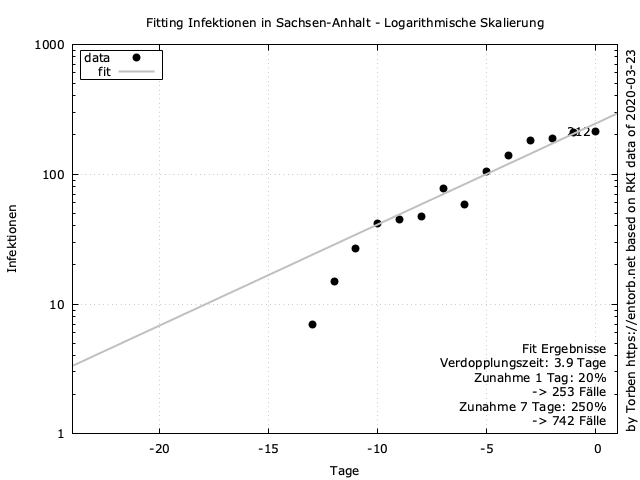 Fitting Infektionen in Sachsen-Anhalt - Logarithmische Skalierung
1000
data
fit
100
10
1
Infektionen
212
Fit Ergebnisse
Verdopplungszeit: 3.9 Tage
Zunahme 1 Tag: 20%
-> 253 Fälle
Zunahme 7 Tage: 250%
-> 742 Fälle
-20 -15 -10 -5 0
Tage
by Torben https://entorb.net based on RKI data of 2020-03-23